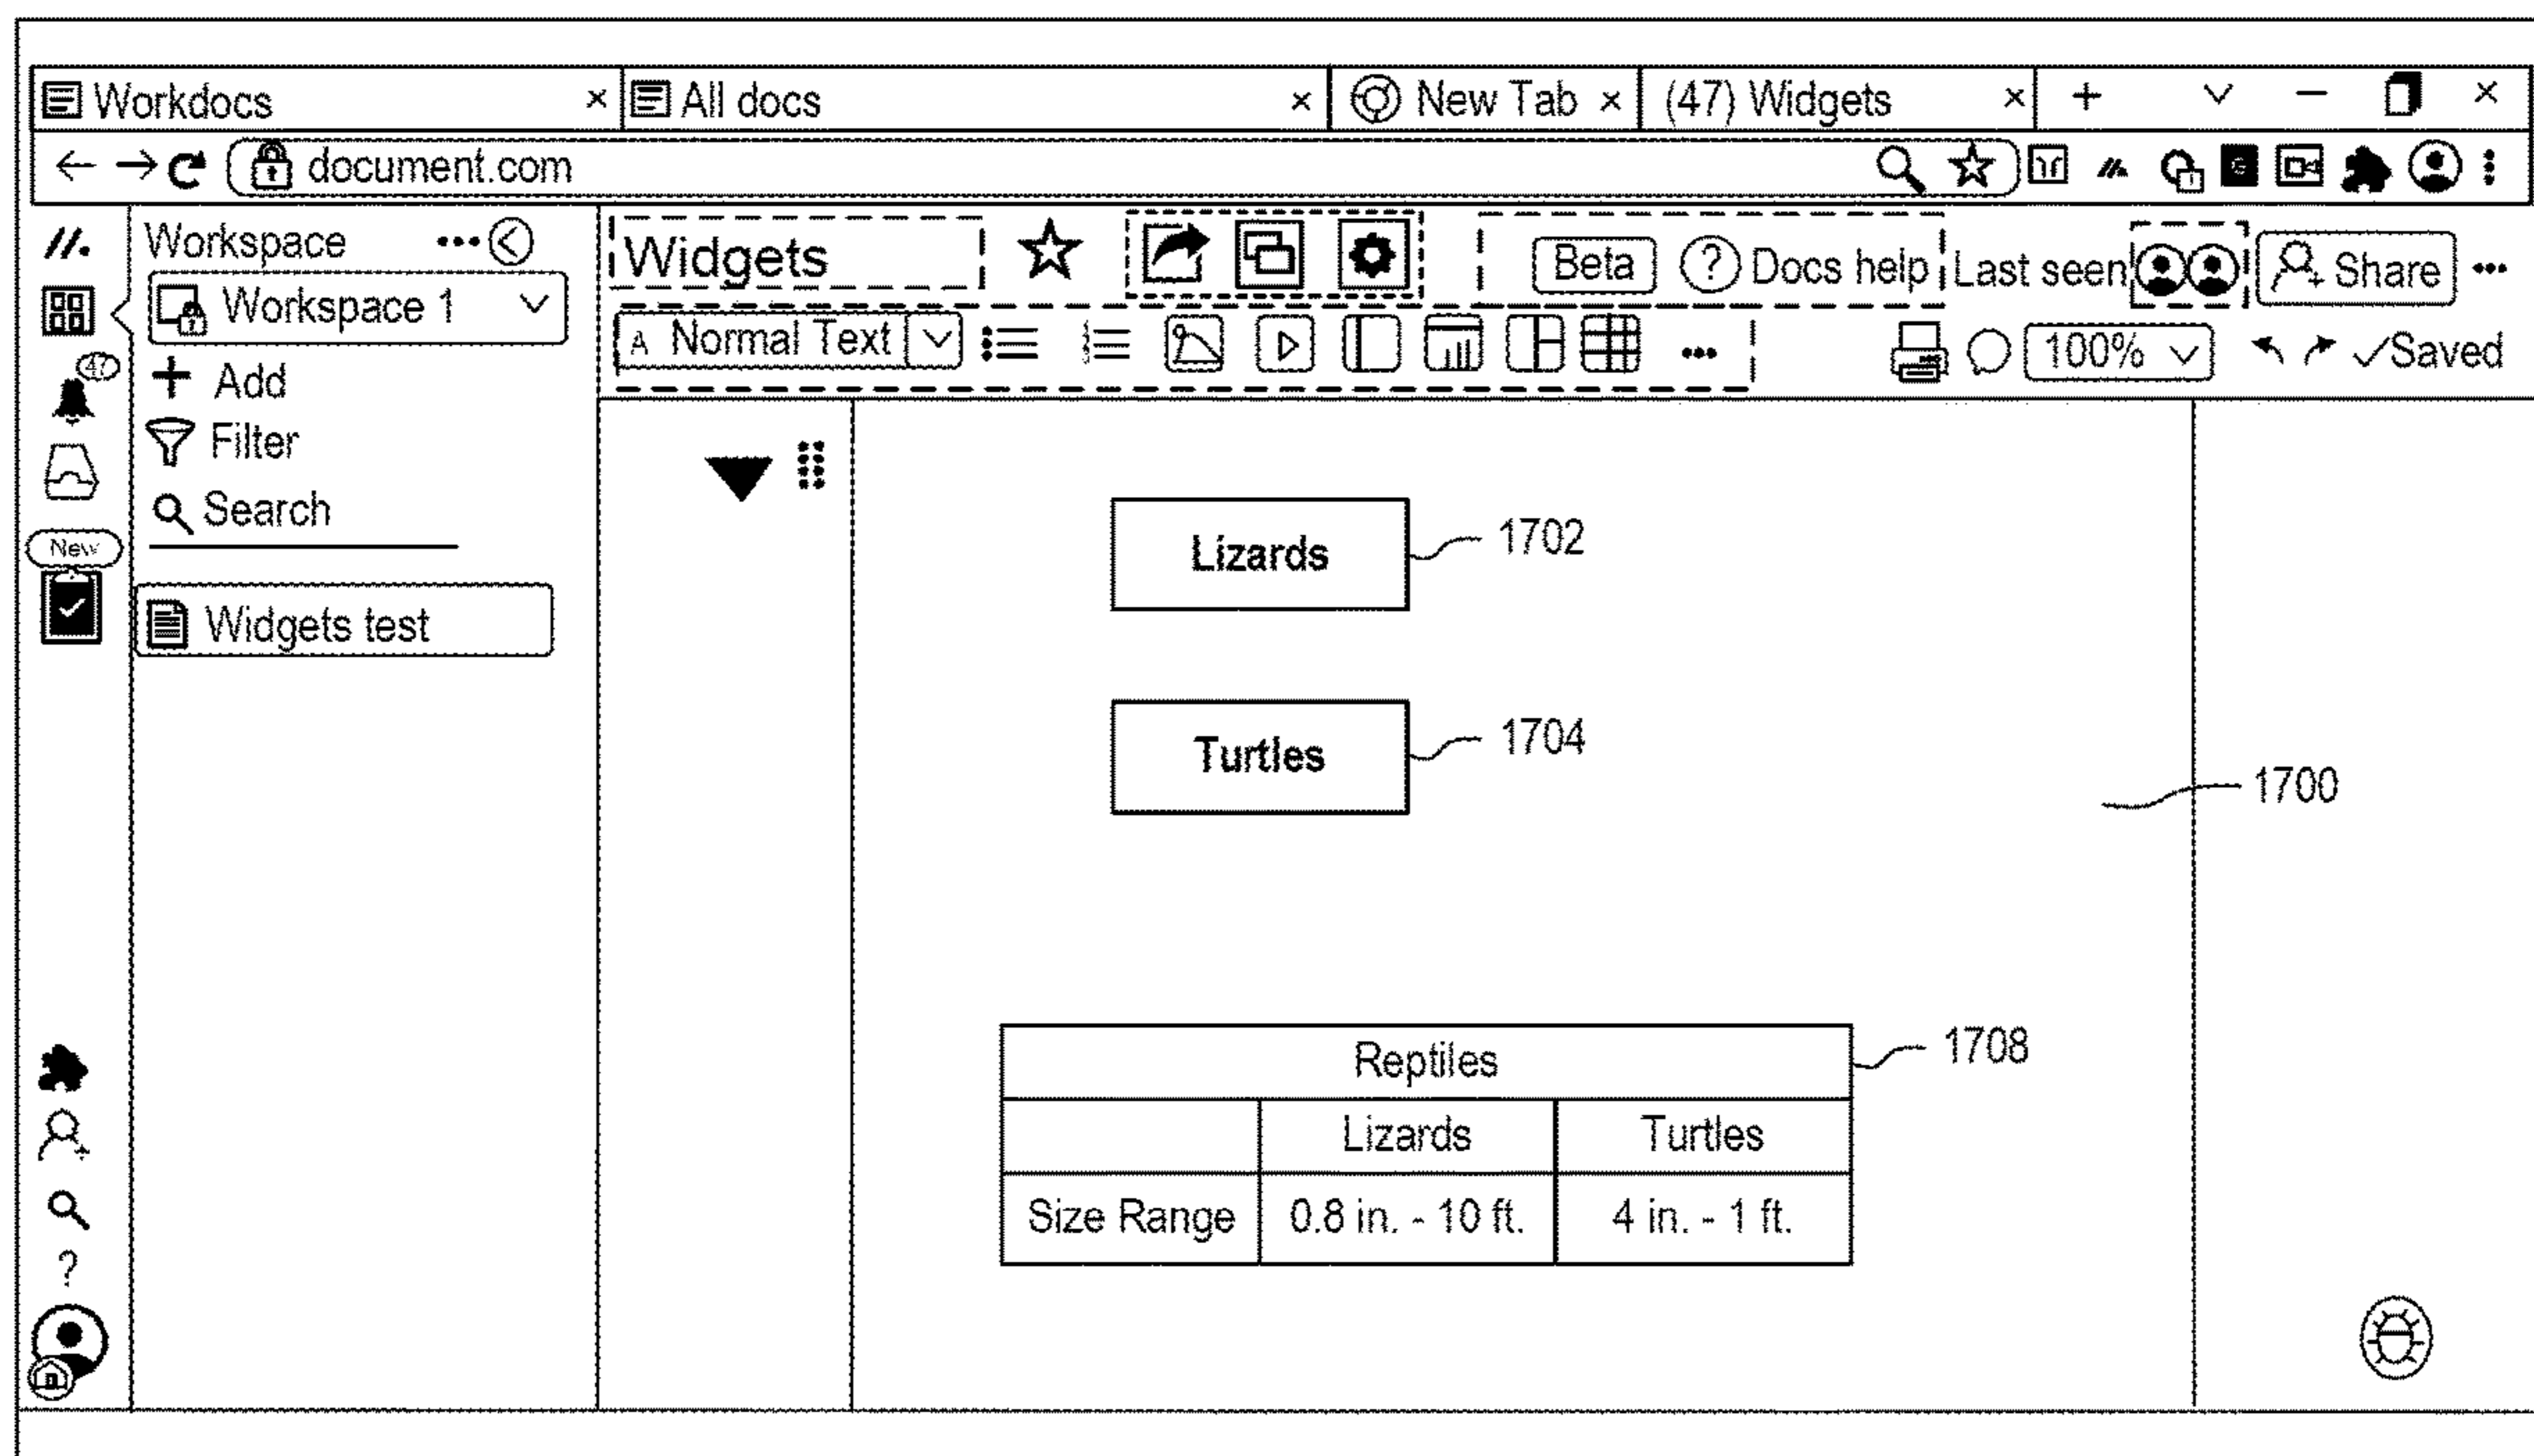 Workdocs × All docs × New Tab × (47) Widgets × + ×
document.com
Workspace
Widgets Beta ? Docs help Last seen Share
Workspace 1
A Normal Text 100% Saved
47
Add
Filter
Search
New
Widgets test
Lizards 1702
Turtles 1704
1700
Reptiles 1708
Lizards Turtles
Size Range 0.8 in. - 10 ft. 4 in. - 1 ft.
?